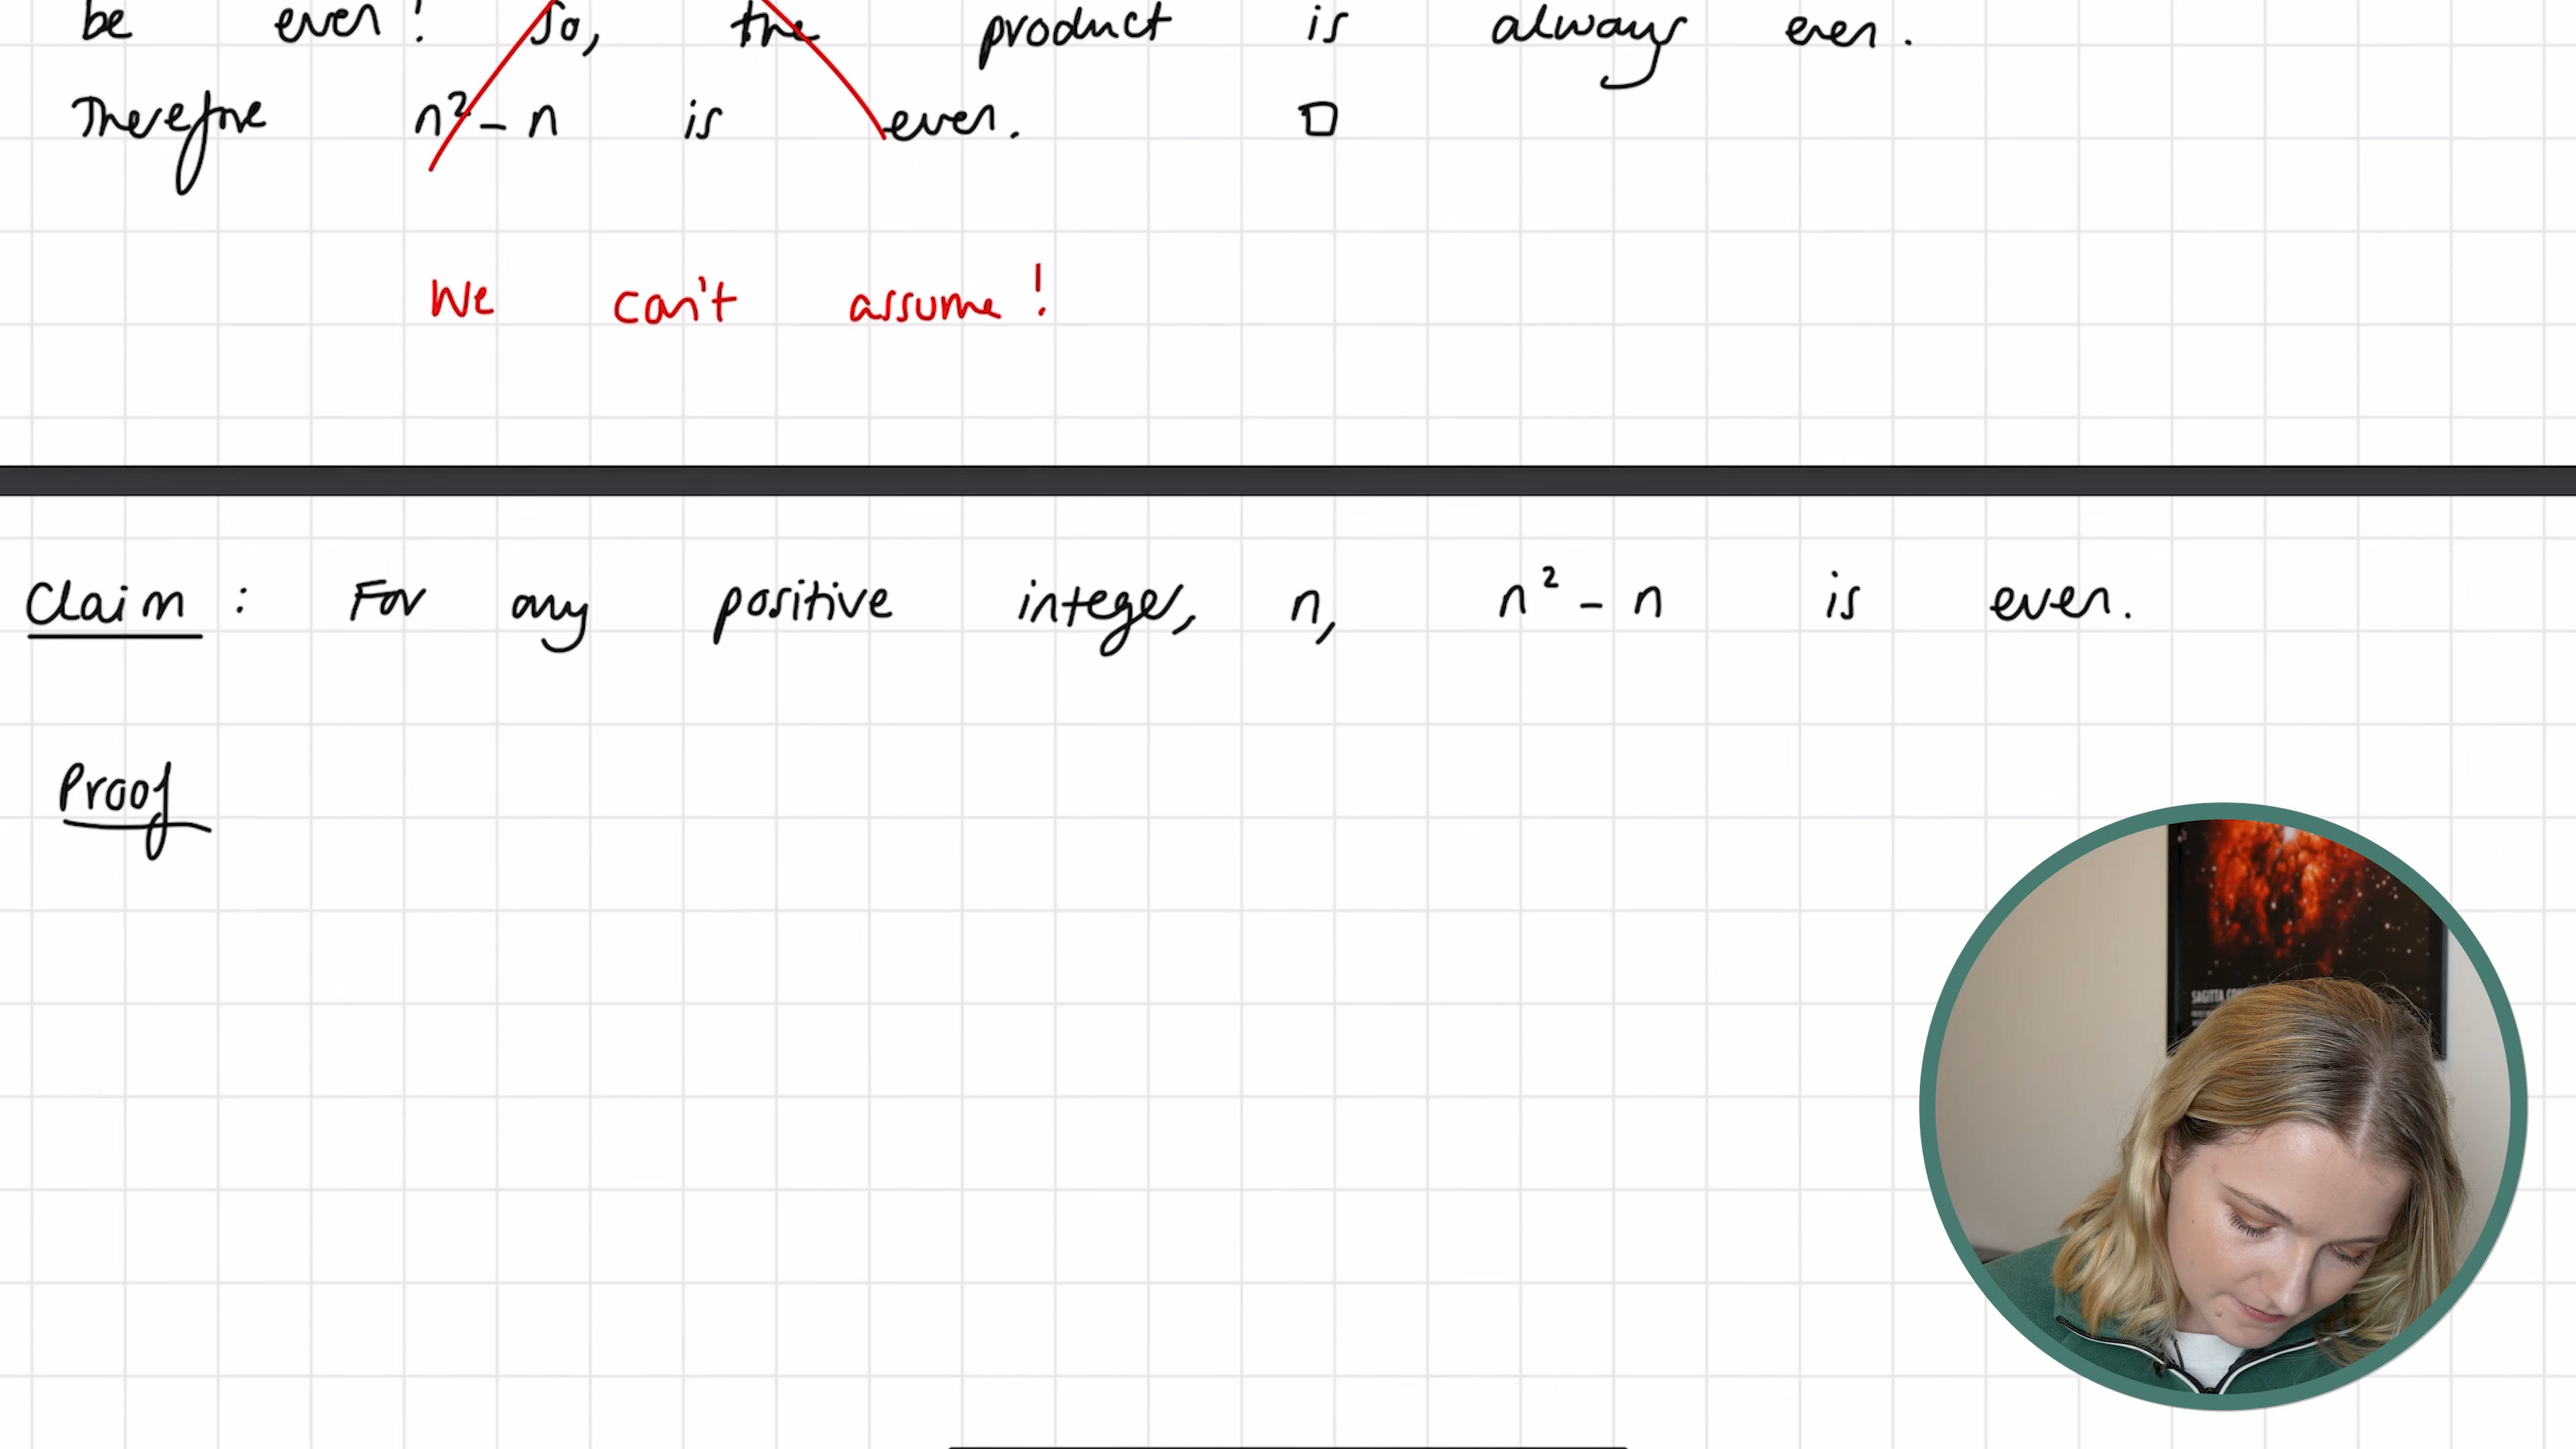 be even! So, the product is always even.
Therefore n² - n is even. □
We can't assume!
Claim: For any positive integer, n, n² - n is even.
Proof
SAGITTA